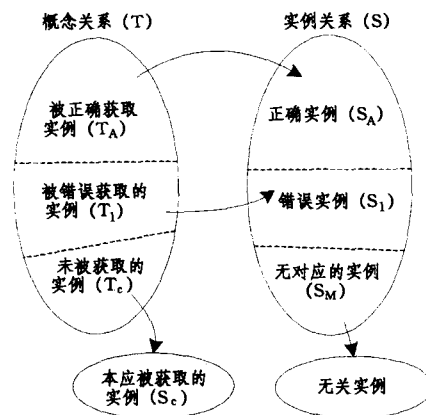 概念关系 (T)
实例关系 (S)
被正确获取
实例 (T_A)
正确实例 (S_A)
被错误获取的
实例 (T_1)
错误实例 (S_1)
未被获取的
实例 (T_c)
无对应的实例
(S_M)
本应被获取的
实例 (S_c)
无关实例